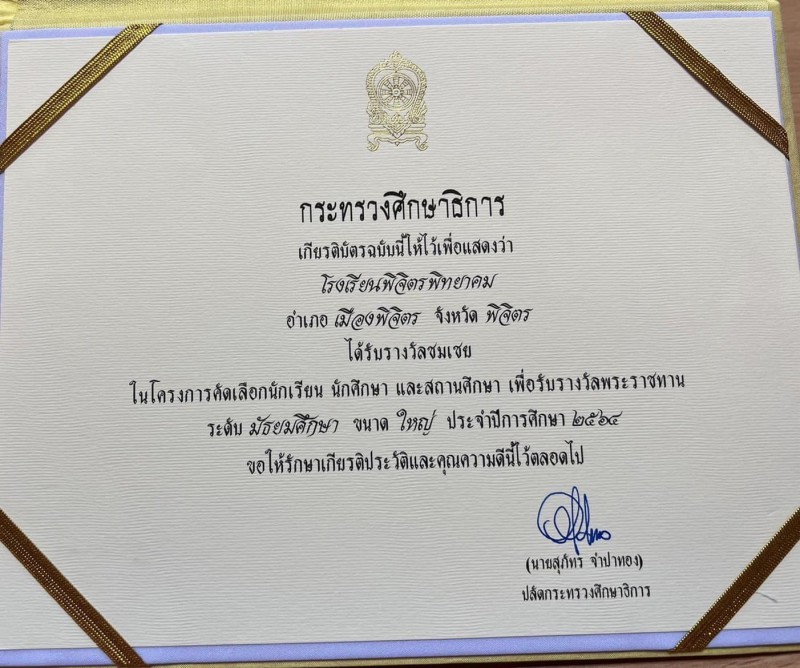 กระทรวงศึกษาธิการ
เกียรติบัตรฉบับนี้ให้ไว้เพื่อแสดงว่า
โรงเรียนพิจิตรพิทยาคม
อำเภอ เมืองพิจิตร จังหวัด พิจิตร
ได้รับรางวัลชมเชย
ในโครงการคัดเลือกนักเรียน นักศึกษา และสถานศึกษา เพื่อรับรางวัลพระราชทาน
ระดับ มัธยมศึกษา ขนาด ใหญ่ ประจำปีการศึกษา ๒๕๖๔
ขอให้รักษาเกียรติประวัติและคุณความดีนี้ไว้ตลอดไป
(นายสุภัทร จำปาทอง)
ปลัดกระทรวงศึกษาธิการ